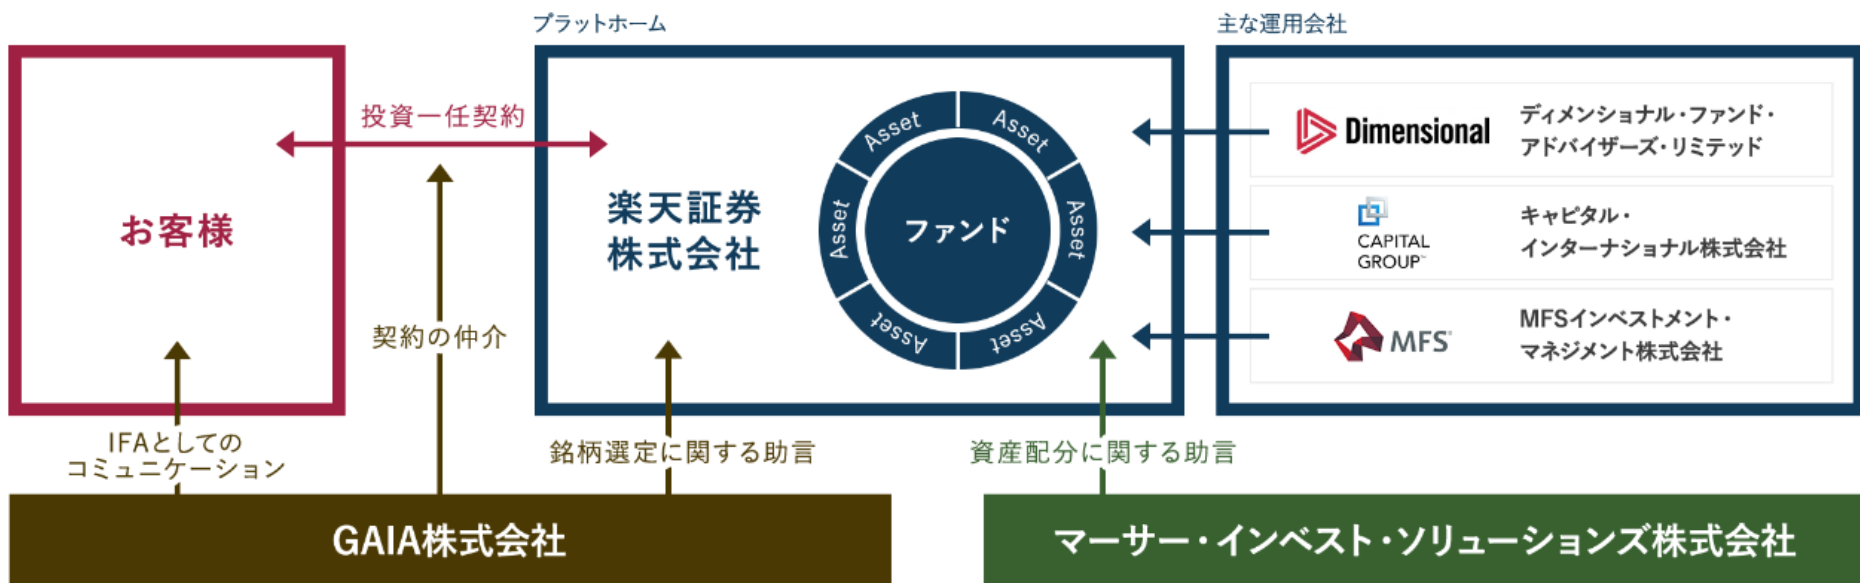 プラットホーム
主な運用会社
投資一任契約
お客様
楽天証券
株式会社
Asset
Asset
Asset
Asset
Asset
Asset
ファンド
Dimensional
ディメンショナル・ファンド・
アドバイザーズ・リミテッド
CAPITAL
GROUP™
キャピタル・
インターナショナル株式会社
MFS®
MFSインベストメント・
マネジメント株式会社
契約の仲介
IFAとしての
コミュニケーション
銘柄選定に関する助言
資産配分に関する助言
GAIA株式会社
マーサー・インベスト・ソリューションズ株式会社